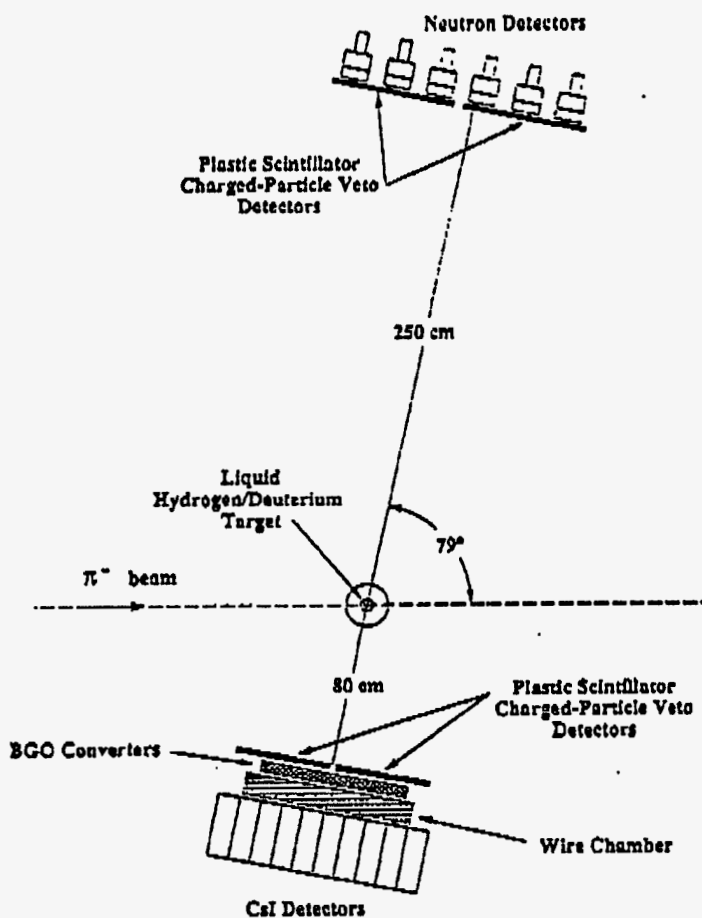 Neutron Detectors
Plastic Scintillator
Charged-Particle Veto
Detectors
250 cm
Liquid
Hydrogen/Deuterium
Target
79°
π⁻ beam
80 cm
Plastic Scintillator
Charged-Particle Veto
Detectors
BGO Converters
Wire Chamber
CsI Detectors